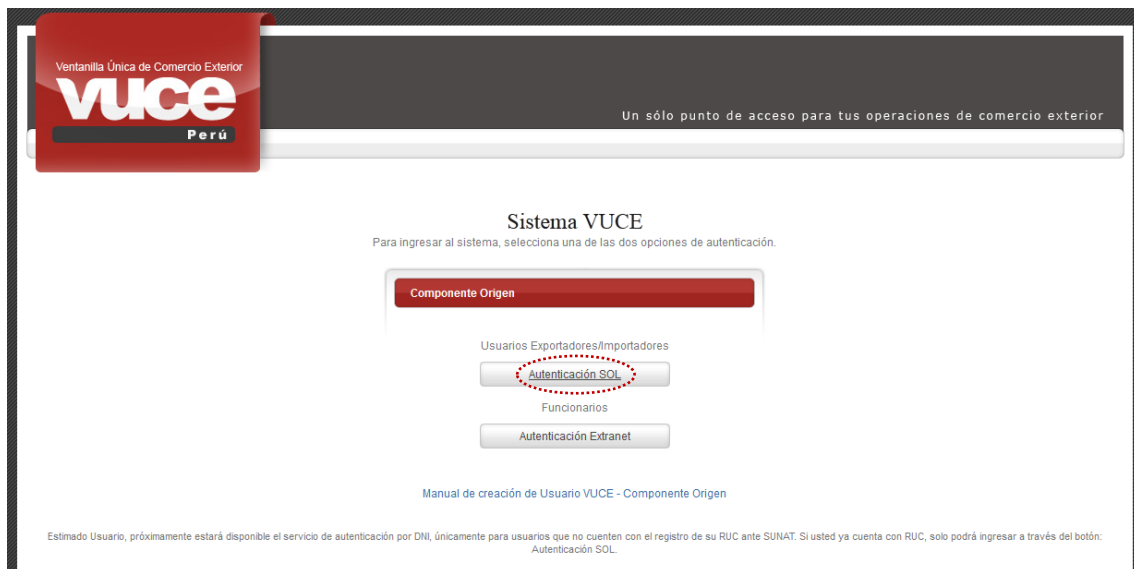 Ventanilla Única de Comercio Exterior
vuce
Perú
Un sólo punto de acceso para tus operaciones de comercio exterior
Sistema VUCE
Para ingresar al sistema, selecciona una de las dos opciones de autenticación.
Componente Origen
Usuarios Exportadores/Importadores
Autenticación SOL
Funcionarios
Autenticación Extranet
Manual de creación de Usuario VUCE - Componente Origen
Estimado Usuario, próximamente estará disponible el servicio de autenticación por DNI, únicamente para usuarios que no cuenten con el registro de su RUC ante SUNAT. Si usted ya cuenta con RUC, solo podrá ingresar a través del botón:
Autenticación SOL.